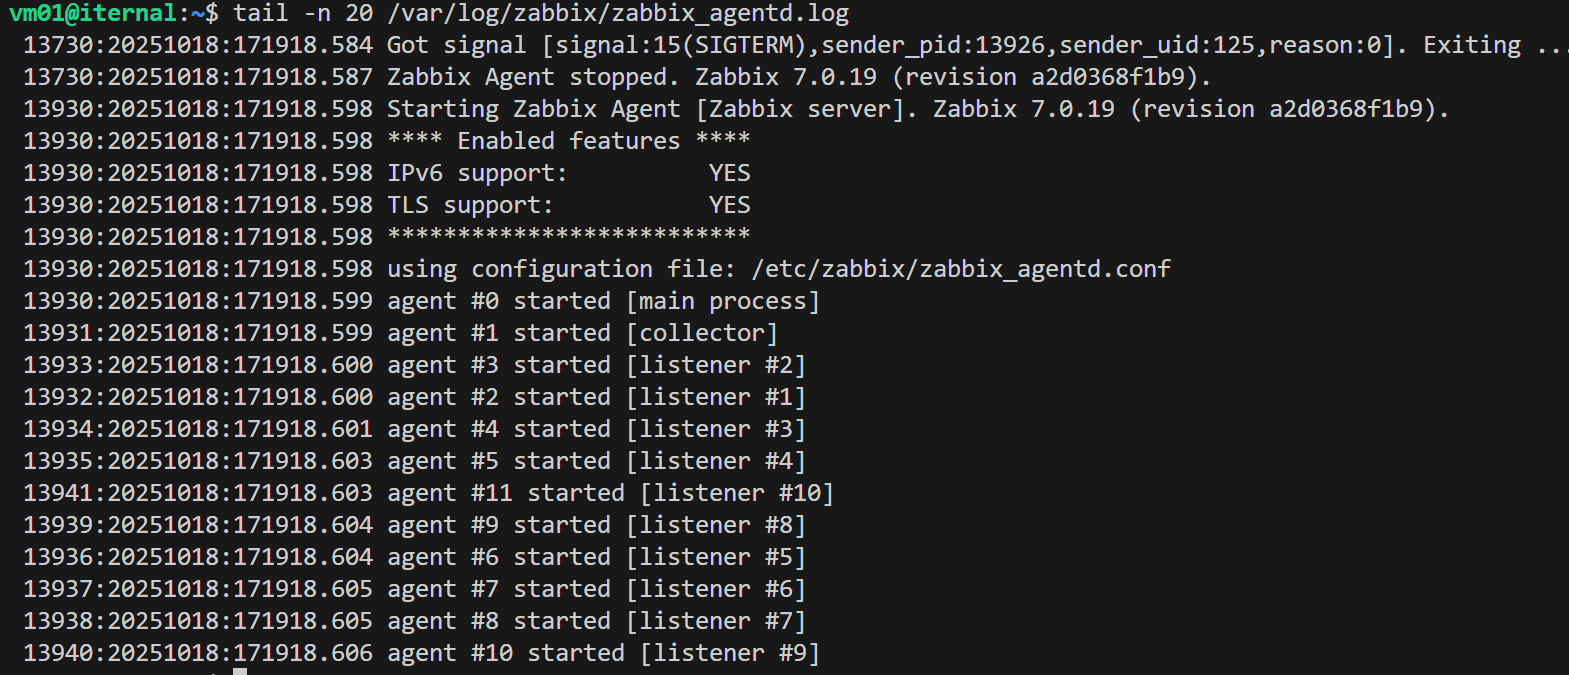 vm01@iternal:~$ tail -n 20 /var/log/zabbix/zabbix_agentd.log
13730:20251018:171918.584 Got signal [signal:15(SIGTERM),sender_pid:13926,sender_uid:125,reason:0]. Exiting ...
13730:20251018:171918.587 Zabbix Agent stopped. Zabbix 7.0.19 (revision a2d0368f1b9).
13930:20251018:171918.598 Starting Zabbix Agent [Zabbix server]. Zabbix 7.0.19 (revision a2d0368f1b9).
13930:20251018:171918.598 **** Enabled features ****
13930:20251018:171918.598 IPv6 support:          YES
13930:20251018:171918.598 TLS support:           YES
13930:20251018:171918.598 **************************
13930:20251018:171918.598 using configuration file: /etc/zabbix/zabbix_agentd.conf
13930:20251018:171918.599 agent #0 started [main process]
13931:20251018:171918.599 agent #1 started [collector]
13933:20251018:171918.600 agent #3 started [listener #2]
13932:20251018:171918.600 agent #2 started [listener #1]
13934:20251018:171918.601 agent #4 started [listener #3]
13935:20251018:171918.603 agent #5 started [listener #4]
13941:20251018:171918.603 agent #11 started [listener #10]
13939:20251018:171918.604 agent #9 started [listener #8]
13936:20251018:171918.604 agent #6 started [listener #5]
13937:20251018:171918.605 agent #7 started [listener #6]
13938:20251018:171918.605 agent #8 started [listener #7]
13940:20251018:171918.606 agent #10 started [listener #9]